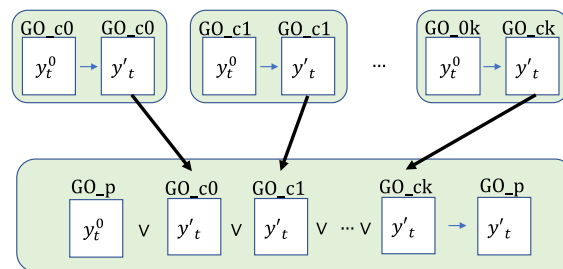 GO_c0 GO_c0 GO_c1 GO_c1 GO_0k GO_ck
y_t^0 → y'_t y_t^0 → y'_t ... y_t^0 → y'_t
GO_p GO_c0 GO_c1 GO_ck GO_p
y_t^0 ∨ y'_t ∨ y'_t ∨ ... ∨ y'_t → y'_t